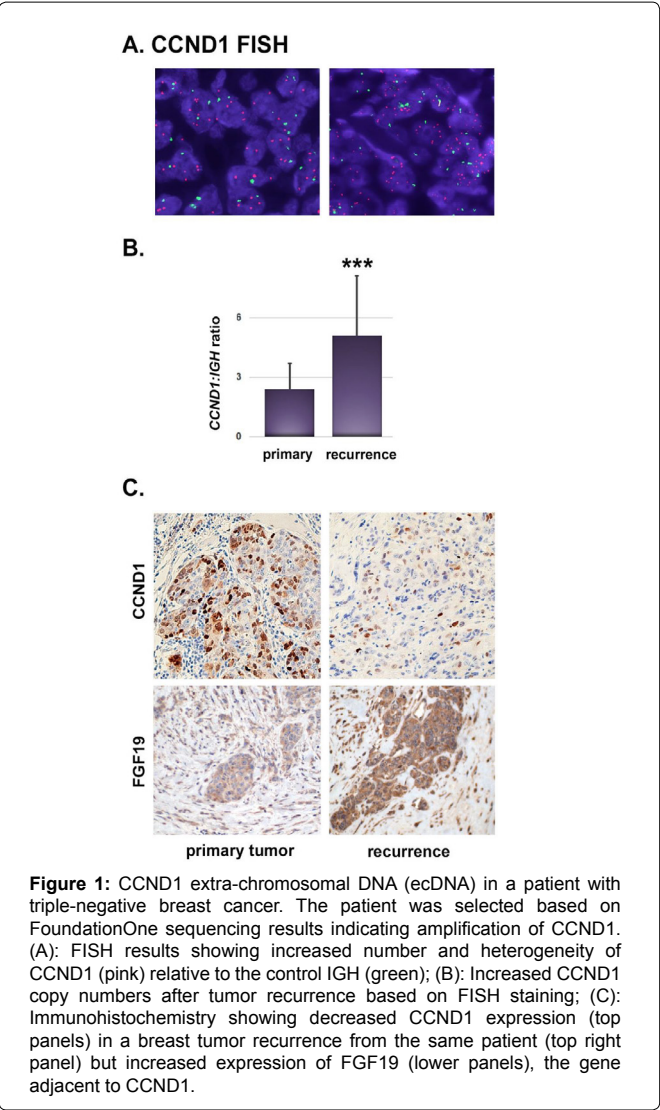 A. CCND1 FISH
B.
***
CCND1:IGH ratio
6
3
0
primary recurrence
C.
CCND1
FGF19
primary tumor recurrence
Figure 1: CCND1 extra-chromosomal DNA (ecDNA) in a patient with
triple-negative breast cancer. The patient was selected based on
FoundationOne sequencing results indicating amplification of CCND1.
(A): FISH results showing increased number and heterogeneity of
CCND1 (pink) relative to the control IGH (green); (B): Increased CCND1
copy numbers after tumor recurrence based on FISH staining; (C):
Immunohistochemistry showing decreased CCND1 expression (top
panels) in a breast tumor recurrence from the same patient (top right
panel) but increased expression of FGF19 (lower panels), the gene
adjacent to CCND1.